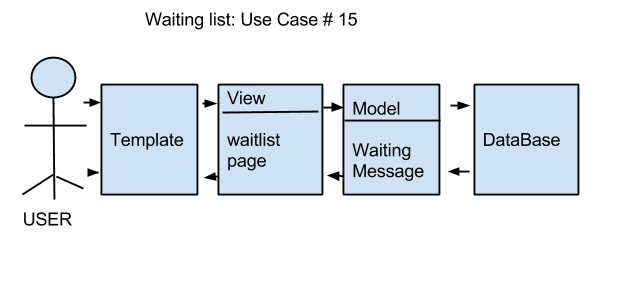 Waiting list: Use Case # 15
View
Model
Template
waitlist
page
DataBase
Waiting
Message
USER